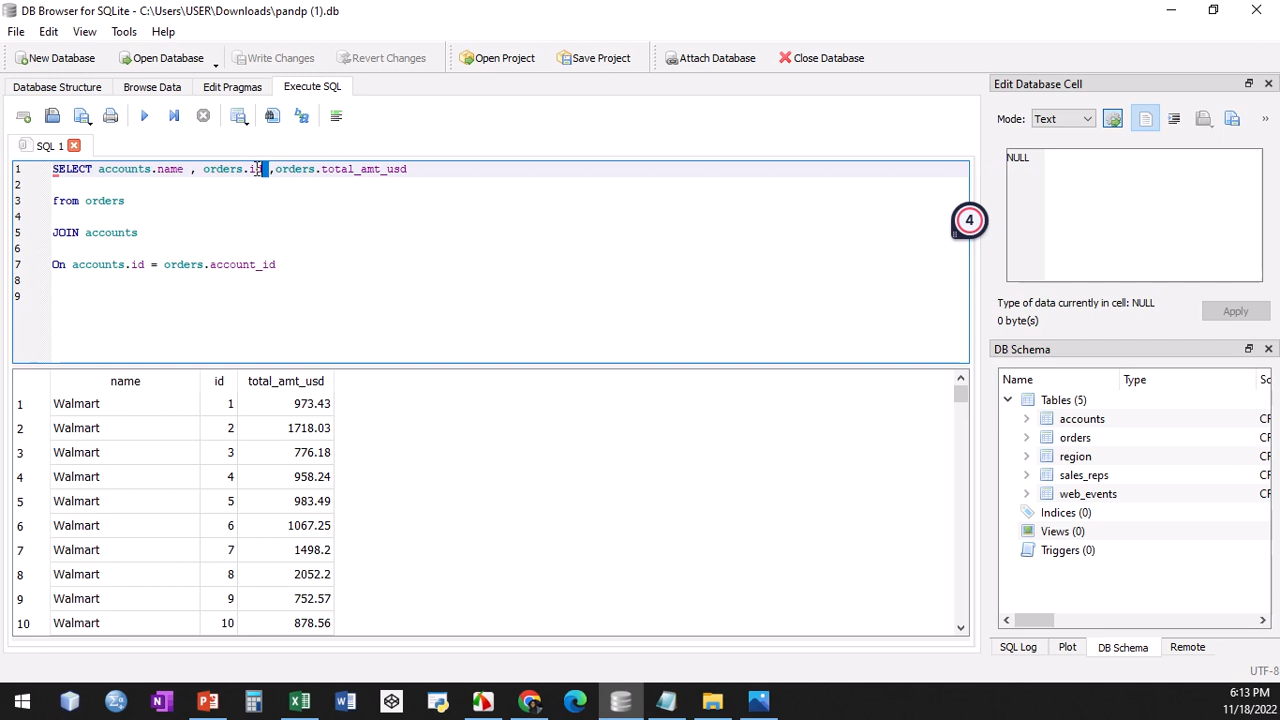 DB Browser for SQLite - C:\Users\USER\Downloads\pandp (1).db
File Edit View Tools Help
New Database Open Database Write Changes Revert Changes Open Project Save Project Attach Database Close Database
Database Structure Browse Data Edit Pragmas Execute SQL
SQL 1
1 SELECT accounts.name , orders.id ,orders.total_amt_usd
2
3 from orders
4
5 JOIN accounts
6
7 On accounts.id = orders.account_id
8
9
name id total_amt_usd
1 Walmart 1 973.43
2 Walmart 2 1718.03
3 Walmart 3 776.18
4 Walmart 4 958.24
5 Walmart 5 983.49
6 Walmart 6 1067.25
7 Walmart 7 1498.2
8 Walmart 8 2052.2
9 Walmart 9 752.57
10 Walmart 10 878.56
Edit Database Cell
Mode: Text
NULL
4
Type of data currently in cell: NULL
0 byte(s)
Apply
DB Schema
Name Type Sc
Tables (5)
accounts CF
orders CF
region CF
sales_reps CF
web_events CF
Indices (0)
Views (0)
Triggers (0)
SQL Log Plot DB Schema Remote
UTF-8
6:13 PM
11/18/2022